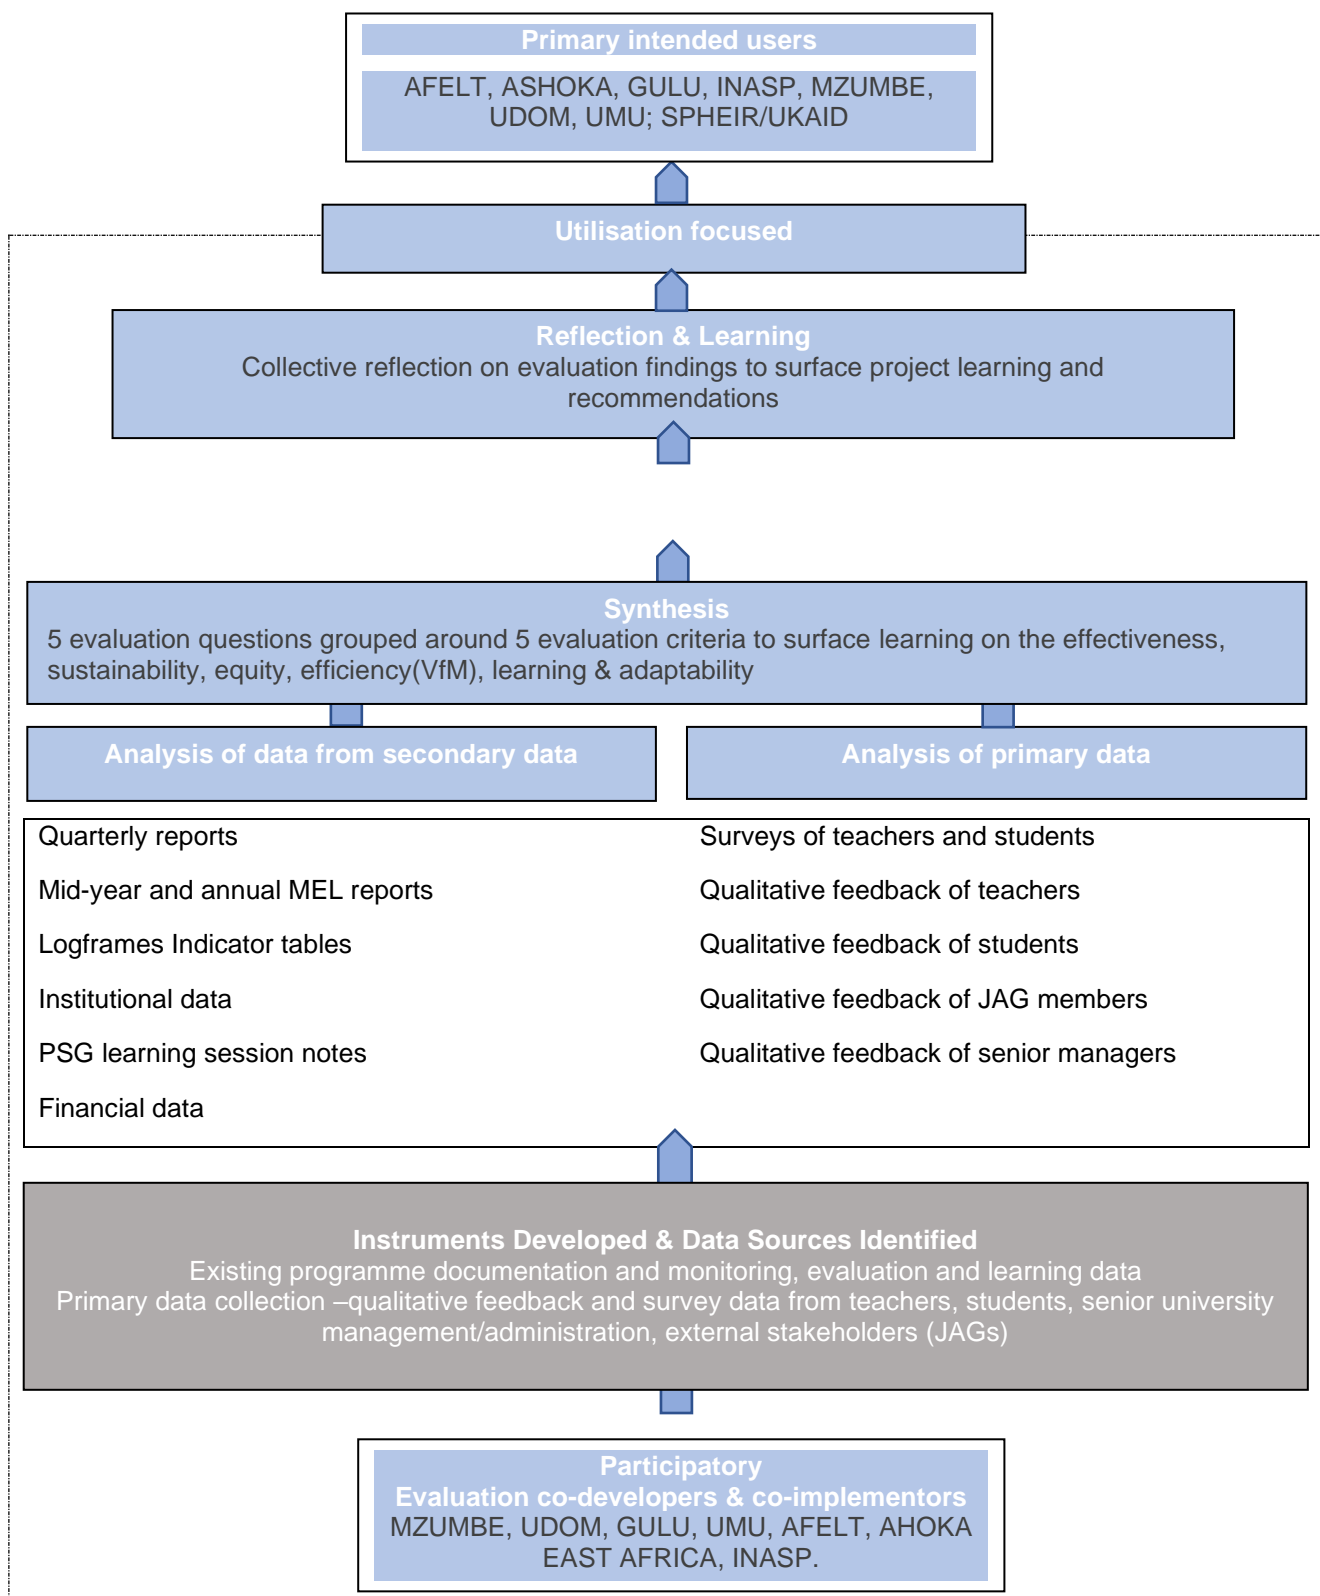 Primary intended users
AFELT, ASHOKA, GULU, INASP, MZUMBE,
UDOM, UMU; SPHEIR/UKAID
Utilisation focused
Reflection & Learning
Collective reflection on evaluation findings to surface project learning and
recommendations
Synthesis
5 evaluation questions grouped around 5 evaluation criteria to surface learning on the effectiveness,
sustainability, equity, efficiency(VfM), learning & adaptability
Analysis of data from secondary data
Analysis of primary data
Quarterly reports
Mid-year and annual MEL reports
Logframes Indicator tables
Institutional data
PSG learning session notes
Financial data
Surveys of teachers and students
Qualitative feedback of teachers
Qualitative feedback of students
Qualitative feedback of JAG members
Qualitative feedback of senior managers
Instruments Developed & Data Sources Identified
Existing programme documentation and monitoring, evaluation and learning data
Primary data collection –qualitative feedback and survey data from teachers, students, senior university
management/administration, external stakeholders (JAGs)
Participatory
Evaluation co-developers & co-implementors
MZUMBE, UDOM, GULU, UMU, AFELT, AHOKA
EAST AFRICA, INASP.